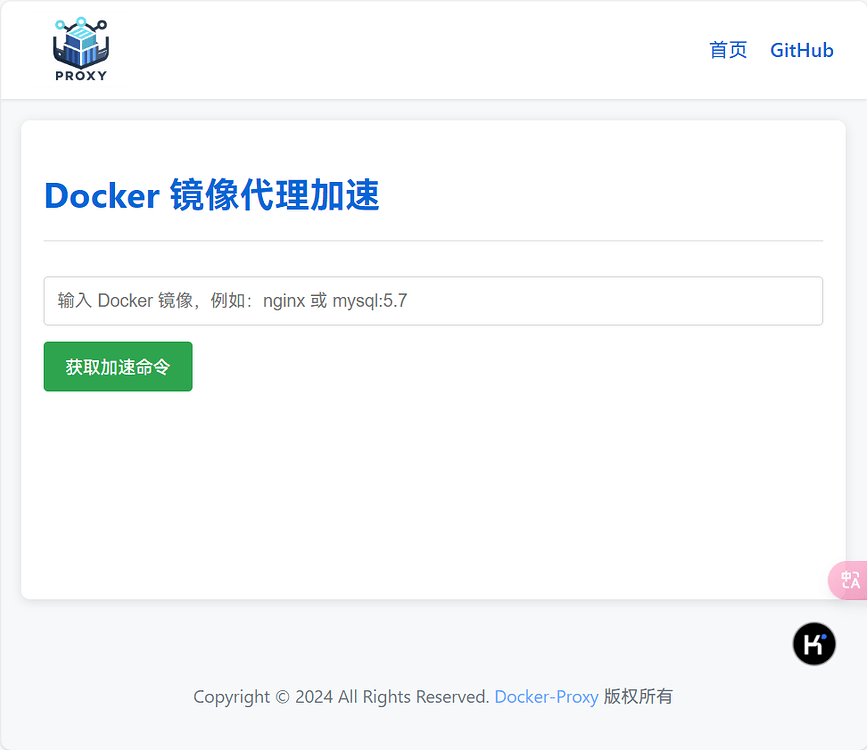 PROXY
首页 GitHub
Docker 镜像代理加速
输入 Docker 镜像，例如：nginx 或 mysql:5.7
获取加速命令
中A
K
Copyright © 2024 All Rights Reserved. Docker-Proxy 版权所有